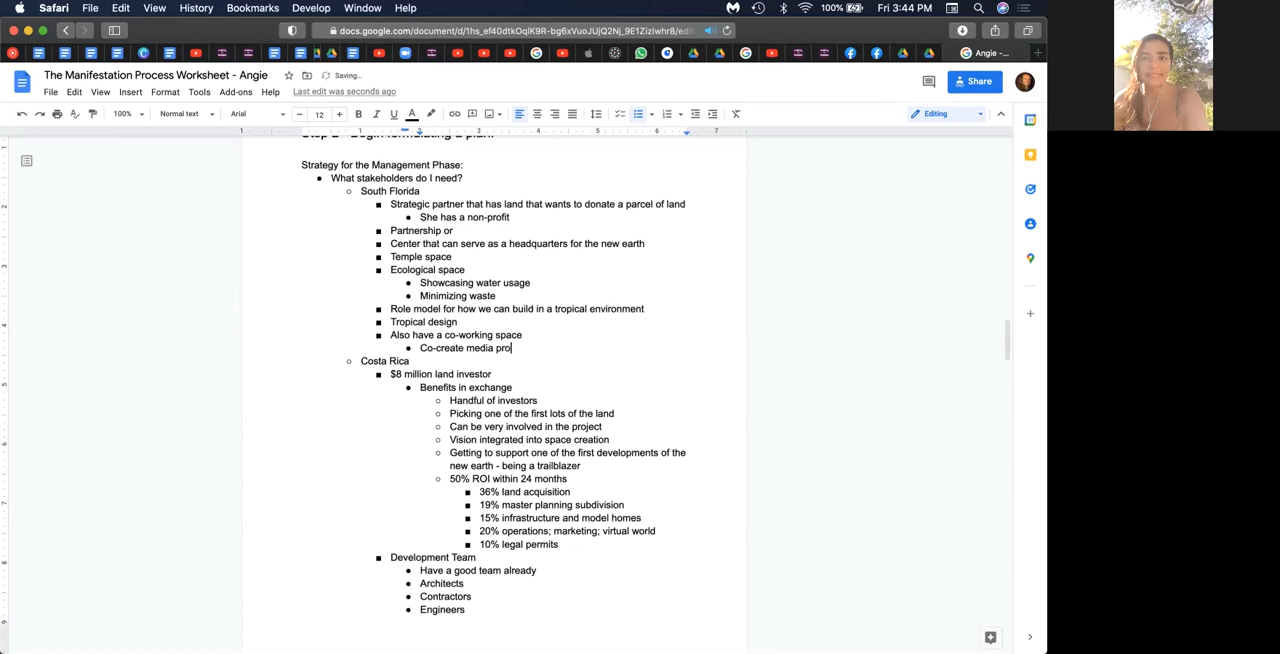 Safari File Edit View History Bookmarks Develop Window Help 100% Fri 3:44 PM
docs.google.com/document/d/1hs_ef40dtkOqlK9R-bg6xVuoJUjQ2Nj_9E1ZizIwhr8/edi
Angie -...
The Manifestation Process Worksheet - Angie Saving...
File Edit View Insert Format Tools Add-ons Help Last edit was seconds ago
Share
100% Normal text Arial 12 Editing
Strategy for the Management Phase:
What stakeholders do I need?
South Florida
Strategic partner that has land that wants to donate a parcel of land
She has a non-profit
Partnership or
Center that can serve as a headquarters for the new earth
Temple space
Ecological space
Showcasing water usage
Minimizing waste
Role model for how we can build in a tropical environment
Tropical design
Also have a co-working space
Co-create media pro
Costa Rica
$8 million land investor
Benefits in exchange
Handful of investors
Picking one of the first lots of the land
Can be very involved in the project
Vision integrated into space creation
Getting to support one of the first developments of the
new earth - being a trailblazer
50% ROI within 24 months
36% land acquisition
19% master planning subdivision
15% infrastructure and model homes
20% operations; marketing; virtual world
10% legal permits
Development Team
Have a good team already
Architects
Contractors
Engineers